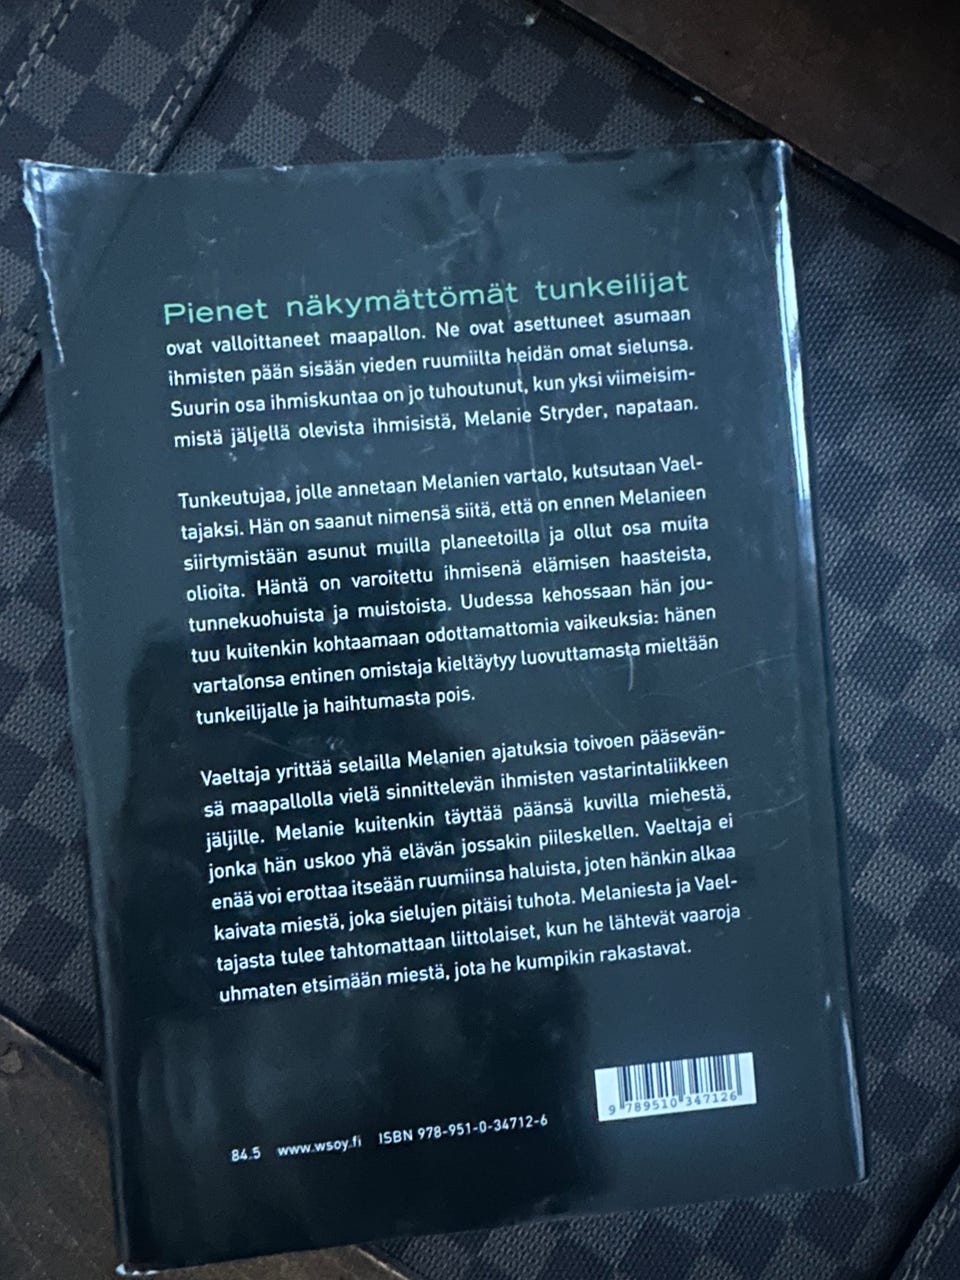 Pienet näkymättömät tunkeilijat
ovat valloittaneet maapallon. Ne ovat asettuneet asumaan
ihmisten pään sisään vieden ruumiilta heidän omat sielunsa.
Suurin osa ihmiskuntaa on jo tuhoutunut, kun yksi viimeisim-
mistä jäljellä olevista ihmisistä, Melanie Stryder, napataan.
Tunkeutujaa, jolle annetaan Melanien vartalo, kutsutaan Vael-
tajaksi. Hän on saanut nimensä siitä, että on ennen Melanieen
siirtymistään asunut muilla planeetoilla ja ollut osa muita
olioita. Häntä on varoitettu ihmisenä elämisen haasteista,
tunnekuohuista ja muistoista. Uudessa kehossaan hän jou-
tuu kuitenkin kohtaamaan odottamattomia vaikeuksia: hänen
vartalonsa entinen omistaja kieltäytyy luovuttamasta mieltään
tunkeilijalle ja haihtumasta pois.
Vaeltaja yrittää selailla Melanien ajatuksia toivoen pääsevän-
sä maapallolla vielä sinnittelevän ihmisten vastarintaliikkeen
jäljille. Melanie kuitenkin täyttää päänsä kuvilla miehestä,
jonka hän uskoo yhä elävän jossakin piileskellen. Vaeltaja ei
enää voi erottaa itseään ruumiinsa haluista, joten hänkin alkaa
kaivata miestä, joka sielujen pitäisi tuhota. Melaniesta ja Vael-
tajasta tulee tahtomattaan liittolaiset, kun he lähtevät vaaroja
uhmaten etsimään miestä, jota he kumpikin rakastavat.
9 789510 347126
84.5 www.wsoy.fi ISBN 978-951-0-34712-6